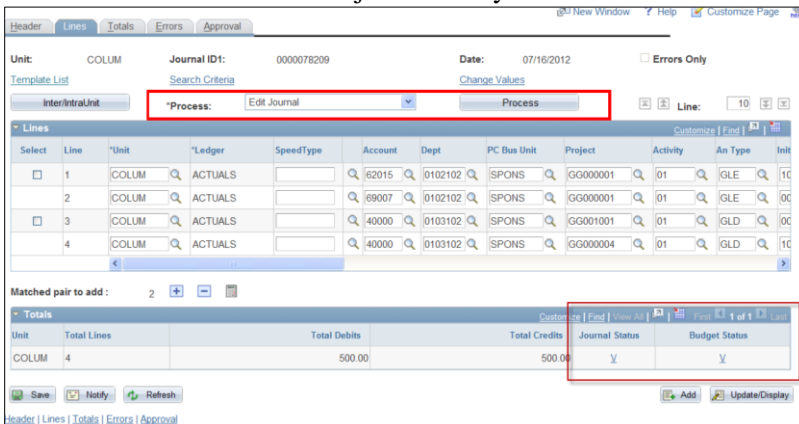 New Window ? Help Customize Page
Header Lines Totals Errors Approval
Unit: COLUM Journal ID1: 0000078209 Date: 07/16/2012 Errors Only
Template List Search Criteria Change Values
Inter/IntraUnit *Process: Edit Journal Process Line: 10
Lines Customize | Find |
Select Line *Unit *Ledger SpeedType Account Dept PC Bus Unit Project Activity An Type Init
1 COLUM ACTUALS 62015 0102102 SPONS GG000001 01 GLE 10
2 COLUM ACTUALS 69007 0102102 SPONS GG000001 01 GLE 00
3 COLUM ACTUALS 40000 0103102 SPONS GG001001 01 GLD 00
4 COLUM ACTUALS 40000 0103102 SPONS GG000004 01 GLD 10
Matched pair to add : 2
Totals Customize | Find | View All | First 1 of 1 Last
Unit Total Lines Total Debits Total Credits Journal Status Budget Status
COLUM 4 500.00 500.00 V V
Save Notify Refresh Add Update/Display
Header | Lines | Totals | Errors | Approval